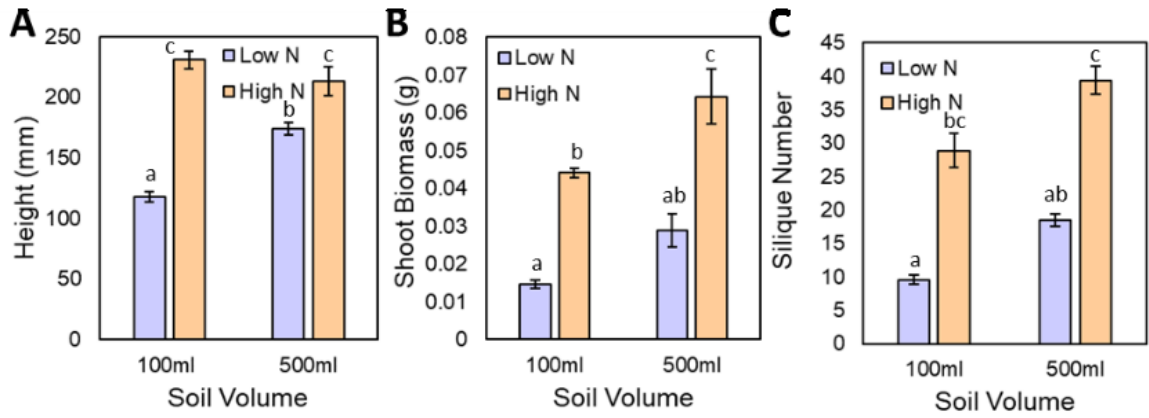 A
250
200
150
100
50
0
Height (mm)
Low N
High N
a
c
b
c
100ml
500ml
Soil Volume
B
0.08
0.07
0.06
0.05
0.04
0.03
0.02
0.01
0
Shoot Biomass (g)
Low N
High N
a
b
ab
c
100ml
500ml
Soil Volume
C
45
40
35
30
25
20
15
10
5
0
Silique Number
Low N
High N
a
bc
ab
c
100ml
500ml
Soil Volume